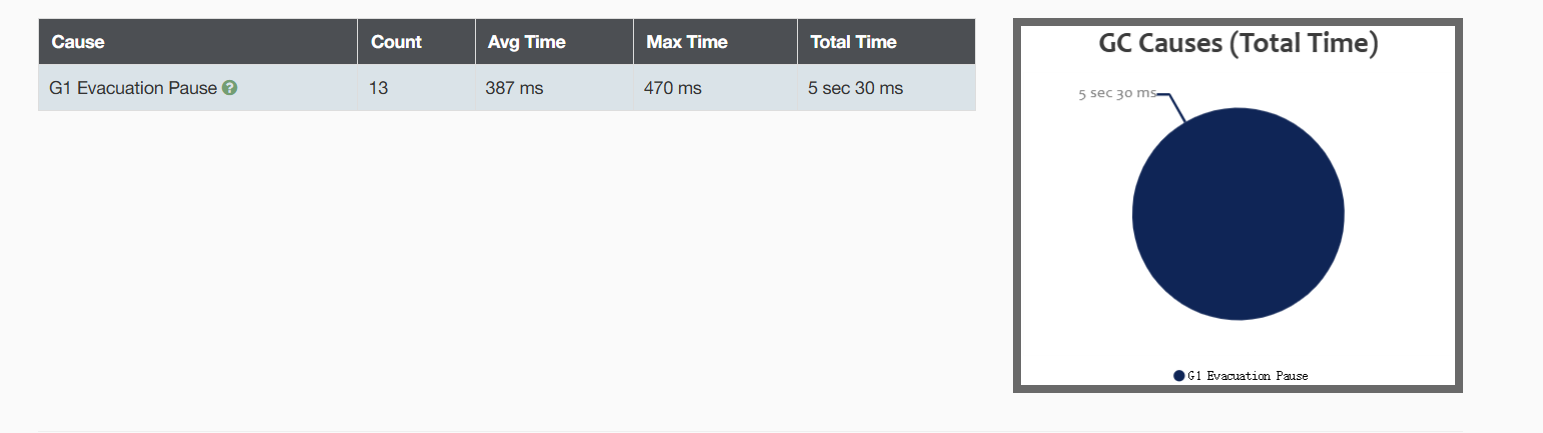 Cause Count Avg Time Max Time Total Time
G1 Evacuation Pause ? 13 387 ms 470 ms 5 sec 30 ms
GC Causes (Total Time)
5 sec 30 ms
G1 Evacuation Pause